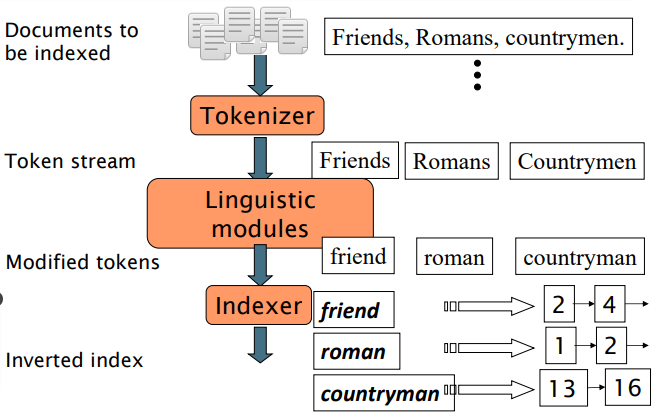 Documents to
be indexed
Friends, Romans, countrymen.
Tokenizer
Token stream
Friends Romans Countrymen
Linguistic
modules
Modified tokens
friend roman countryman
Indexer
friend 2 4
roman 1 2
Inverted index
countryman 13 16